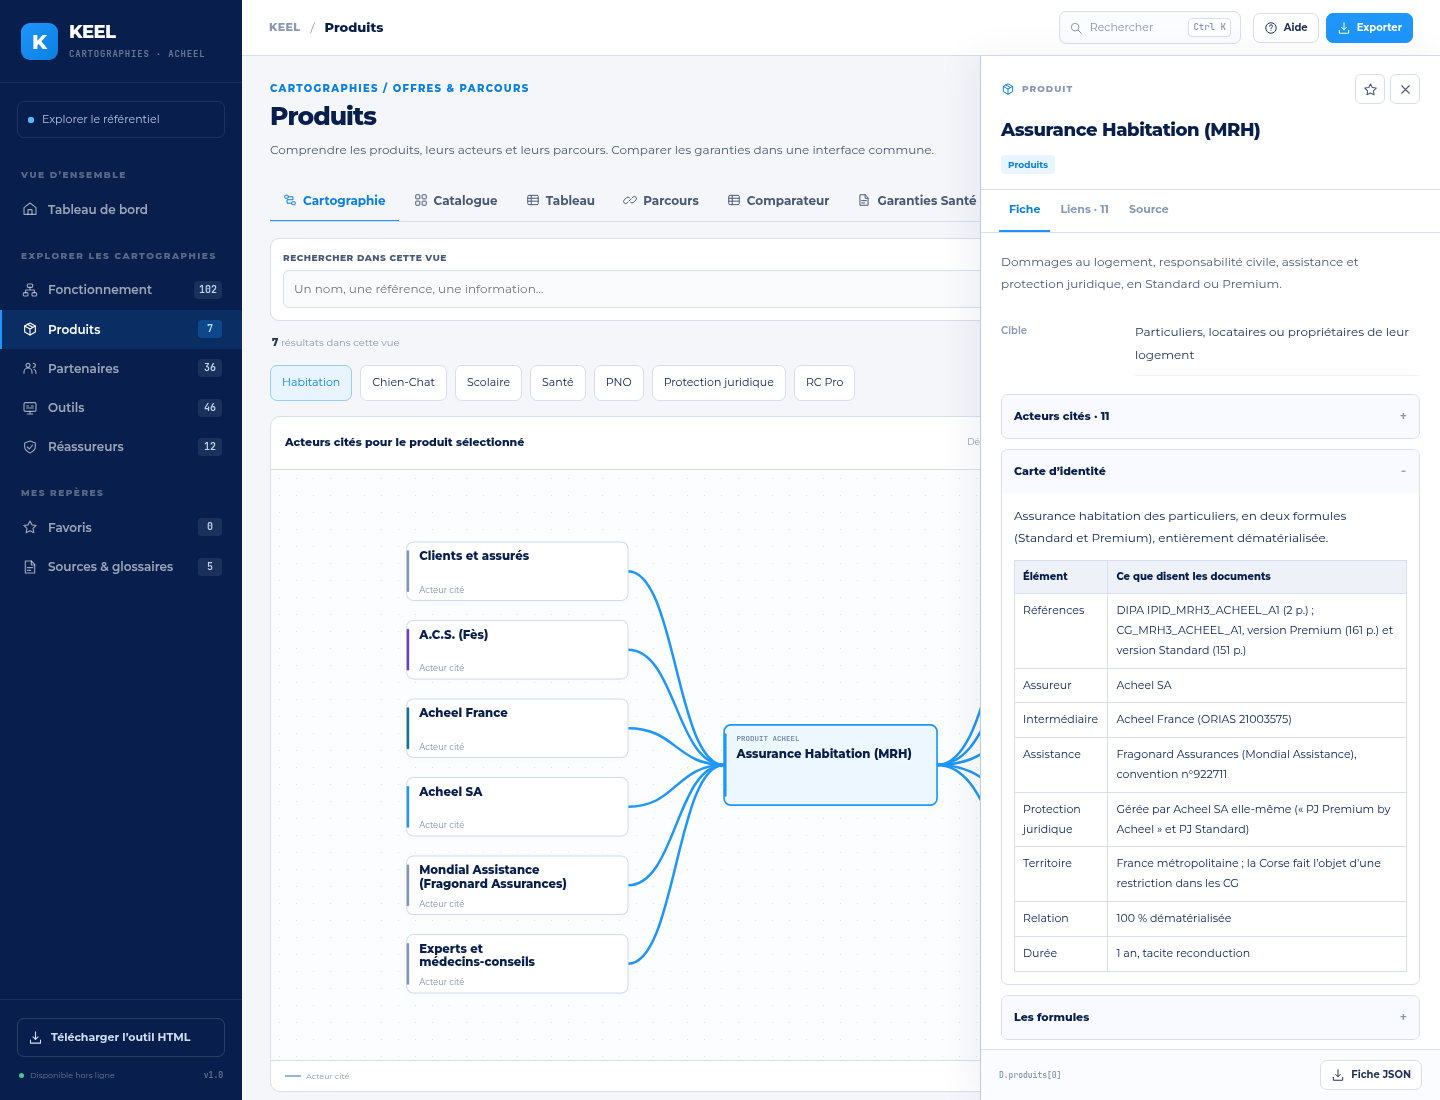 K
KEEL
CARTOGRAPHIES · ACHEEL
Explorer le référentiel
VUE D’ENSEMBLE
Tableau de bord
EXPLORER LES CARTOGRAPHIES
Fonctionnement 102
Produits 7
Partenaires 36
Outils 46
Réassureurs 12
MES REPÈRES
Favoris 0
Sources & glossaires 5
Télécharger l’outil HTML
Disponible hors ligne v1.0
KEEL / Produits
Rechercher Ctrl K
Aide
Exporter
CARTOGRAPHIES / OFFRES & PARCOURS
Produits
Comprendre les produits, leurs acteurs et leurs parcours. Comparer les garanties dans une interface commune.
Cartographie Catalogue Tableau Parcours Comparateur Garanties Santé
RECHERCHER DANS CETTE VUE
Un nom, une référence, une information...
7 résultats dans cette vue
Habitation Chien-Chat Scolaire Santé PNO Protection juridique RC Pro
Acteurs cités pour le produit sélectionné
Dé
Clients et assurés
Acteur cité
A.C.S. (Fès)
Acteur cité
Acheel France
Acteur cité
Acheel SA
Acteur cité
Mondial Assistance
(Fragonard Assurances)
Acteur cité
Experts et
médecins-conseils
Acteur cité
PRODUIT ACHEEL
Assurance Habitation (MRH)
Acteur cité
PRODUIT
Assurance Habitation (MRH)
Produits
Fiche Liens · 11 Source
Dommages au logement, responsabilité civile, assistance et
protection juridique, en Standard ou Premium.
Cible
Particuliers, locataires ou propriétaires de leur
logement
Acteurs cités · 11 +
Carte d’identité -
Assurance habitation des particuliers, en deux formules
(Standard et Premium), entièrement dématérialisée.
Élément Ce que disent les documents
Références DIPA IPID_MRH3_ACHEEL_A1 (2 p.) ;
CG_MRH3_ACHEEL_A1, version Premium (161 p.) et
version Standard (151 p.)
Assureur Acheel SA
Intermédiaire Acheel France (ORIAS 21003575)
Assistance Fragonard Assurances (Mondial Assistance),
convention n°922711
Protection Gérée par Acheel SA elle-même (« PJ Premium by
juridique Acheel » et PJ Standard)
Territoire France métropolitaine ; la Corse fait l’objet d’une
restriction dans les CG
Relation 100 % dématérialisée
Durée 1 an, tacite reconduction
Les formules +
D.produits[0]
Fiche JSON